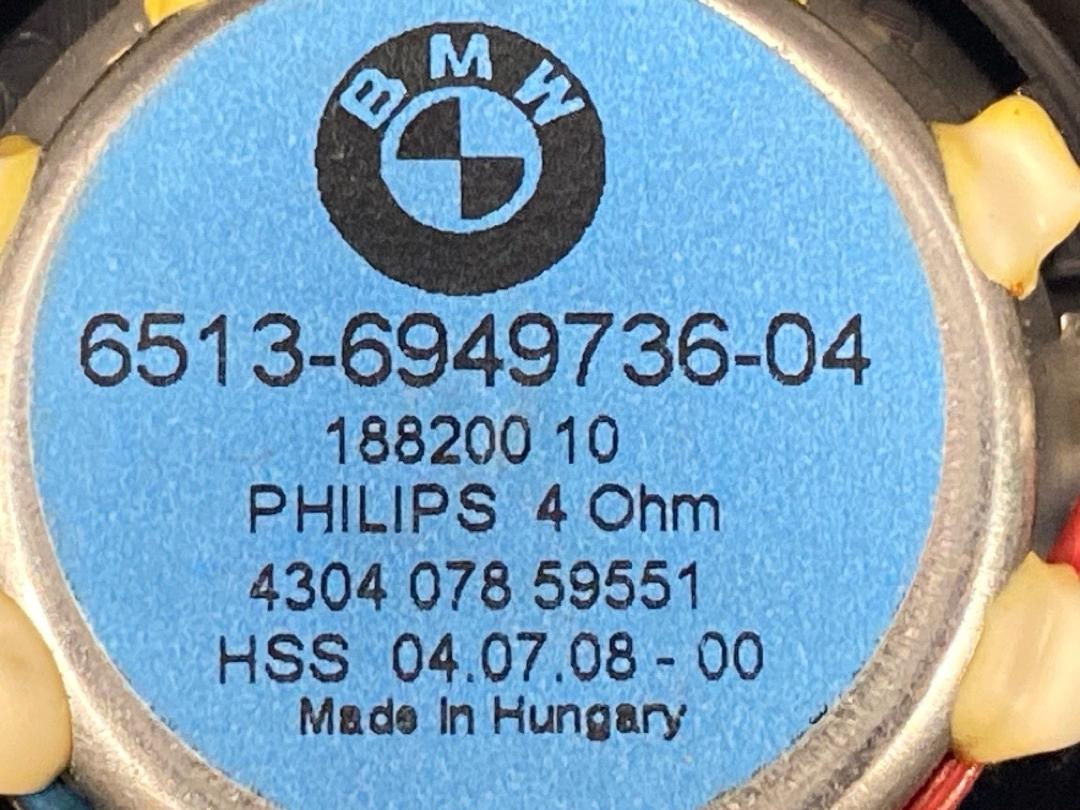 BMW
6513-6949736-04
188200 10
PHILIPS 4 Ohm
4304 078 59551
HSS 04.07.08 - 00
Made In Hungary